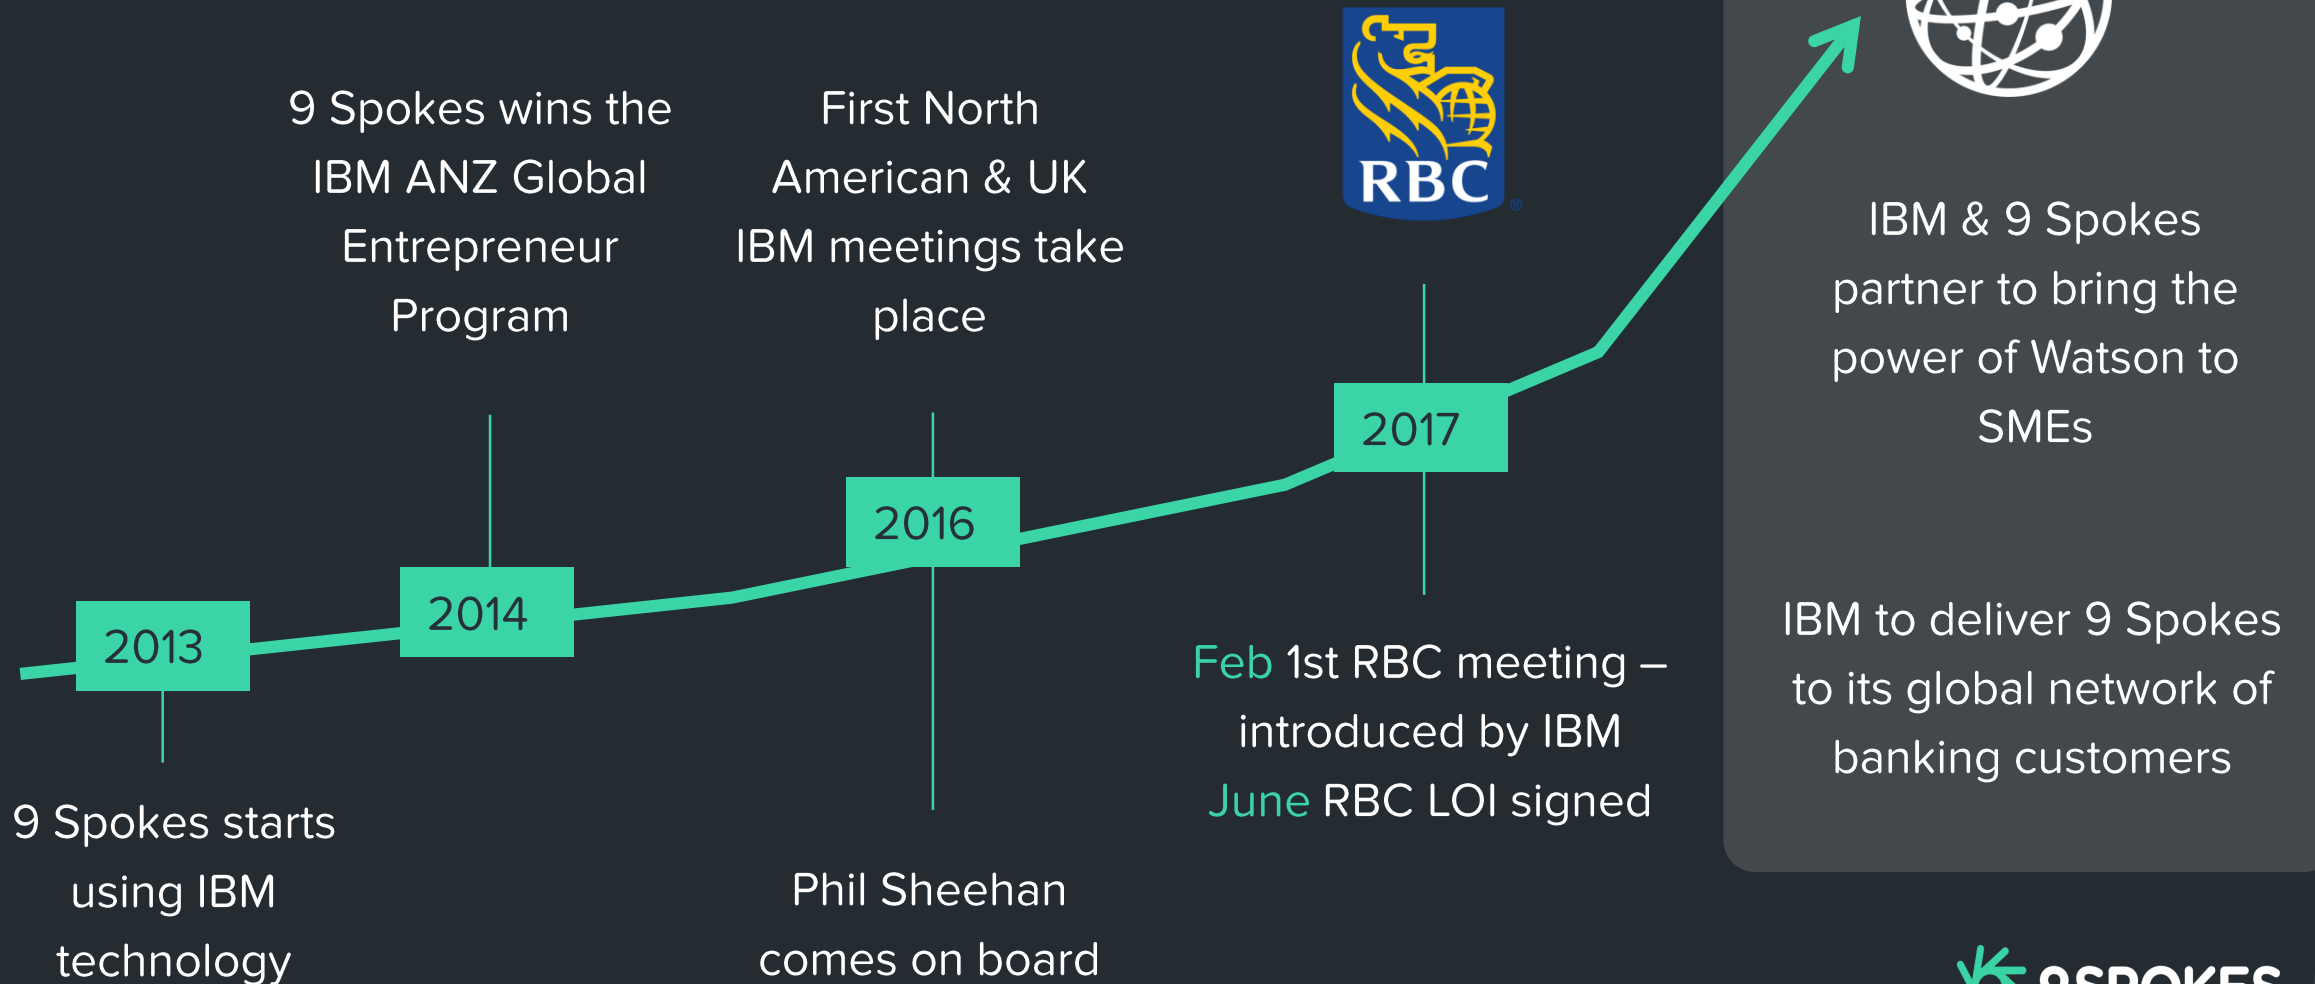 9 Spokes wins the
IBM ANZ Global
Entrepreneur
Program
First North
American & UK
IBM meetings take
place
RBC
®
IBM & 9 Spokes
partner to bring the
power of Watson to
SMEs
2017
2016
2014
2013
IBM to deliver 9 Spokes
to its global network of
banking customers
Feb 1st RBC meeting –
introduced by IBM
June RBC LOI signed
9 Spokes starts
using IBM
technology
Phil Sheehan
comes on board
9SPOKES